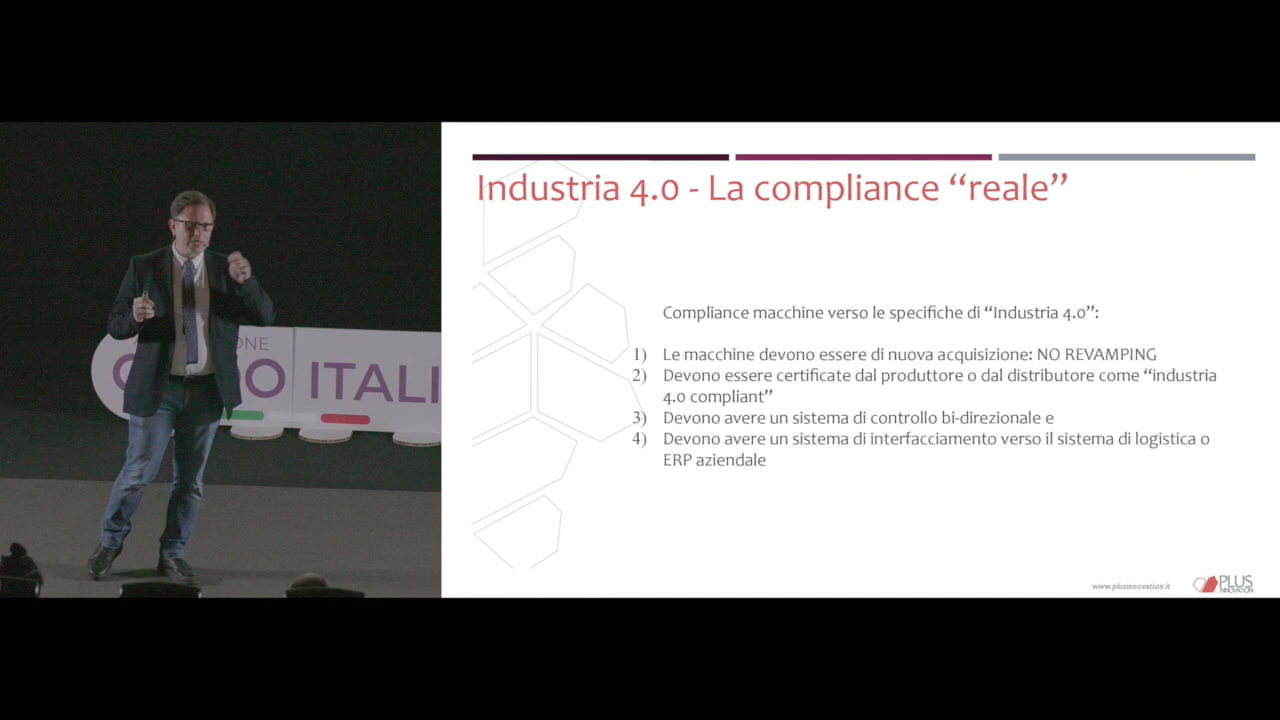 Industria 4.0 - La compliance “reale”
Compliance macchine verso le specifiche di “Industria 4.0”:
1) Le macchine devono essere di nuova acquisizione: NO REVAMPING
2) Devono essere certificate dal produttore o dal distributore come “industria
4.0 compliant”
3) Devono avere un sistema di controllo bi-direzionale e
4) Devono avere un sistema di interfacciamento verso il sistema di logistica o
ERP aziendale
ITALI
www.plusinnovation.it
PLUS
INNOVATION